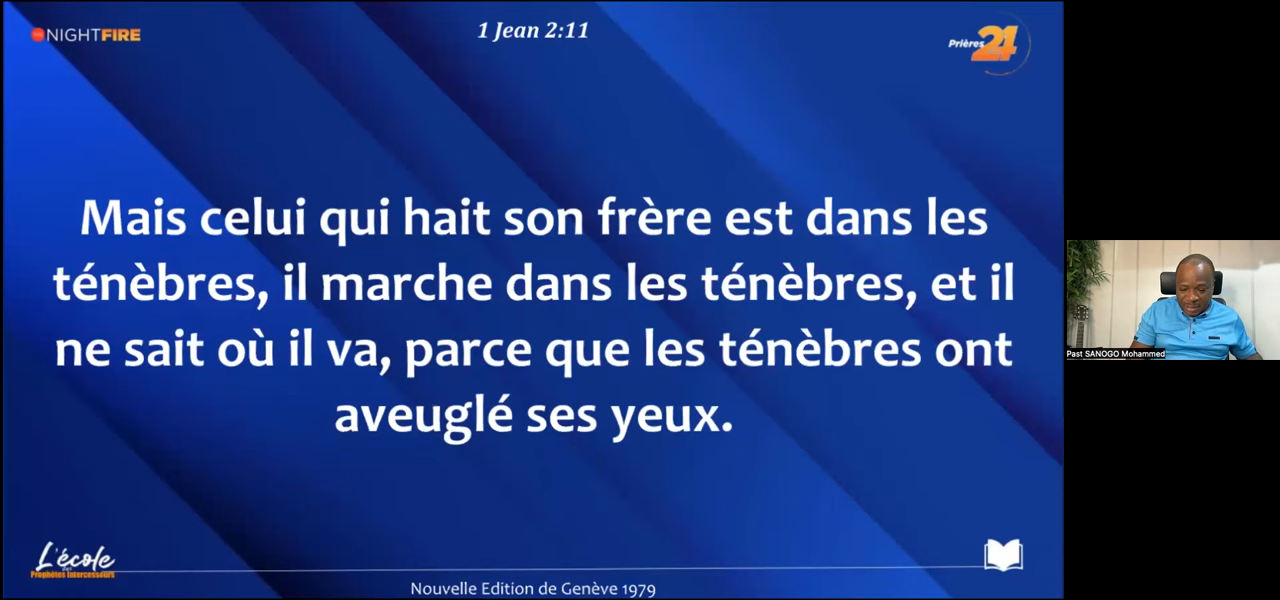 NIGHTFIRE
1 Jean 2:11
Prières 24
Mais celui qui hait son frère est dans les
ténèbres, il marche dans les ténèbres, et il
ne sait où il va, parce que les ténèbres ont
aveuglé ses yeux.
L'école
des
Prophètes Intercesseurs
Nouvelle Edition de Genève 1979
Past SANOGO Mohammed